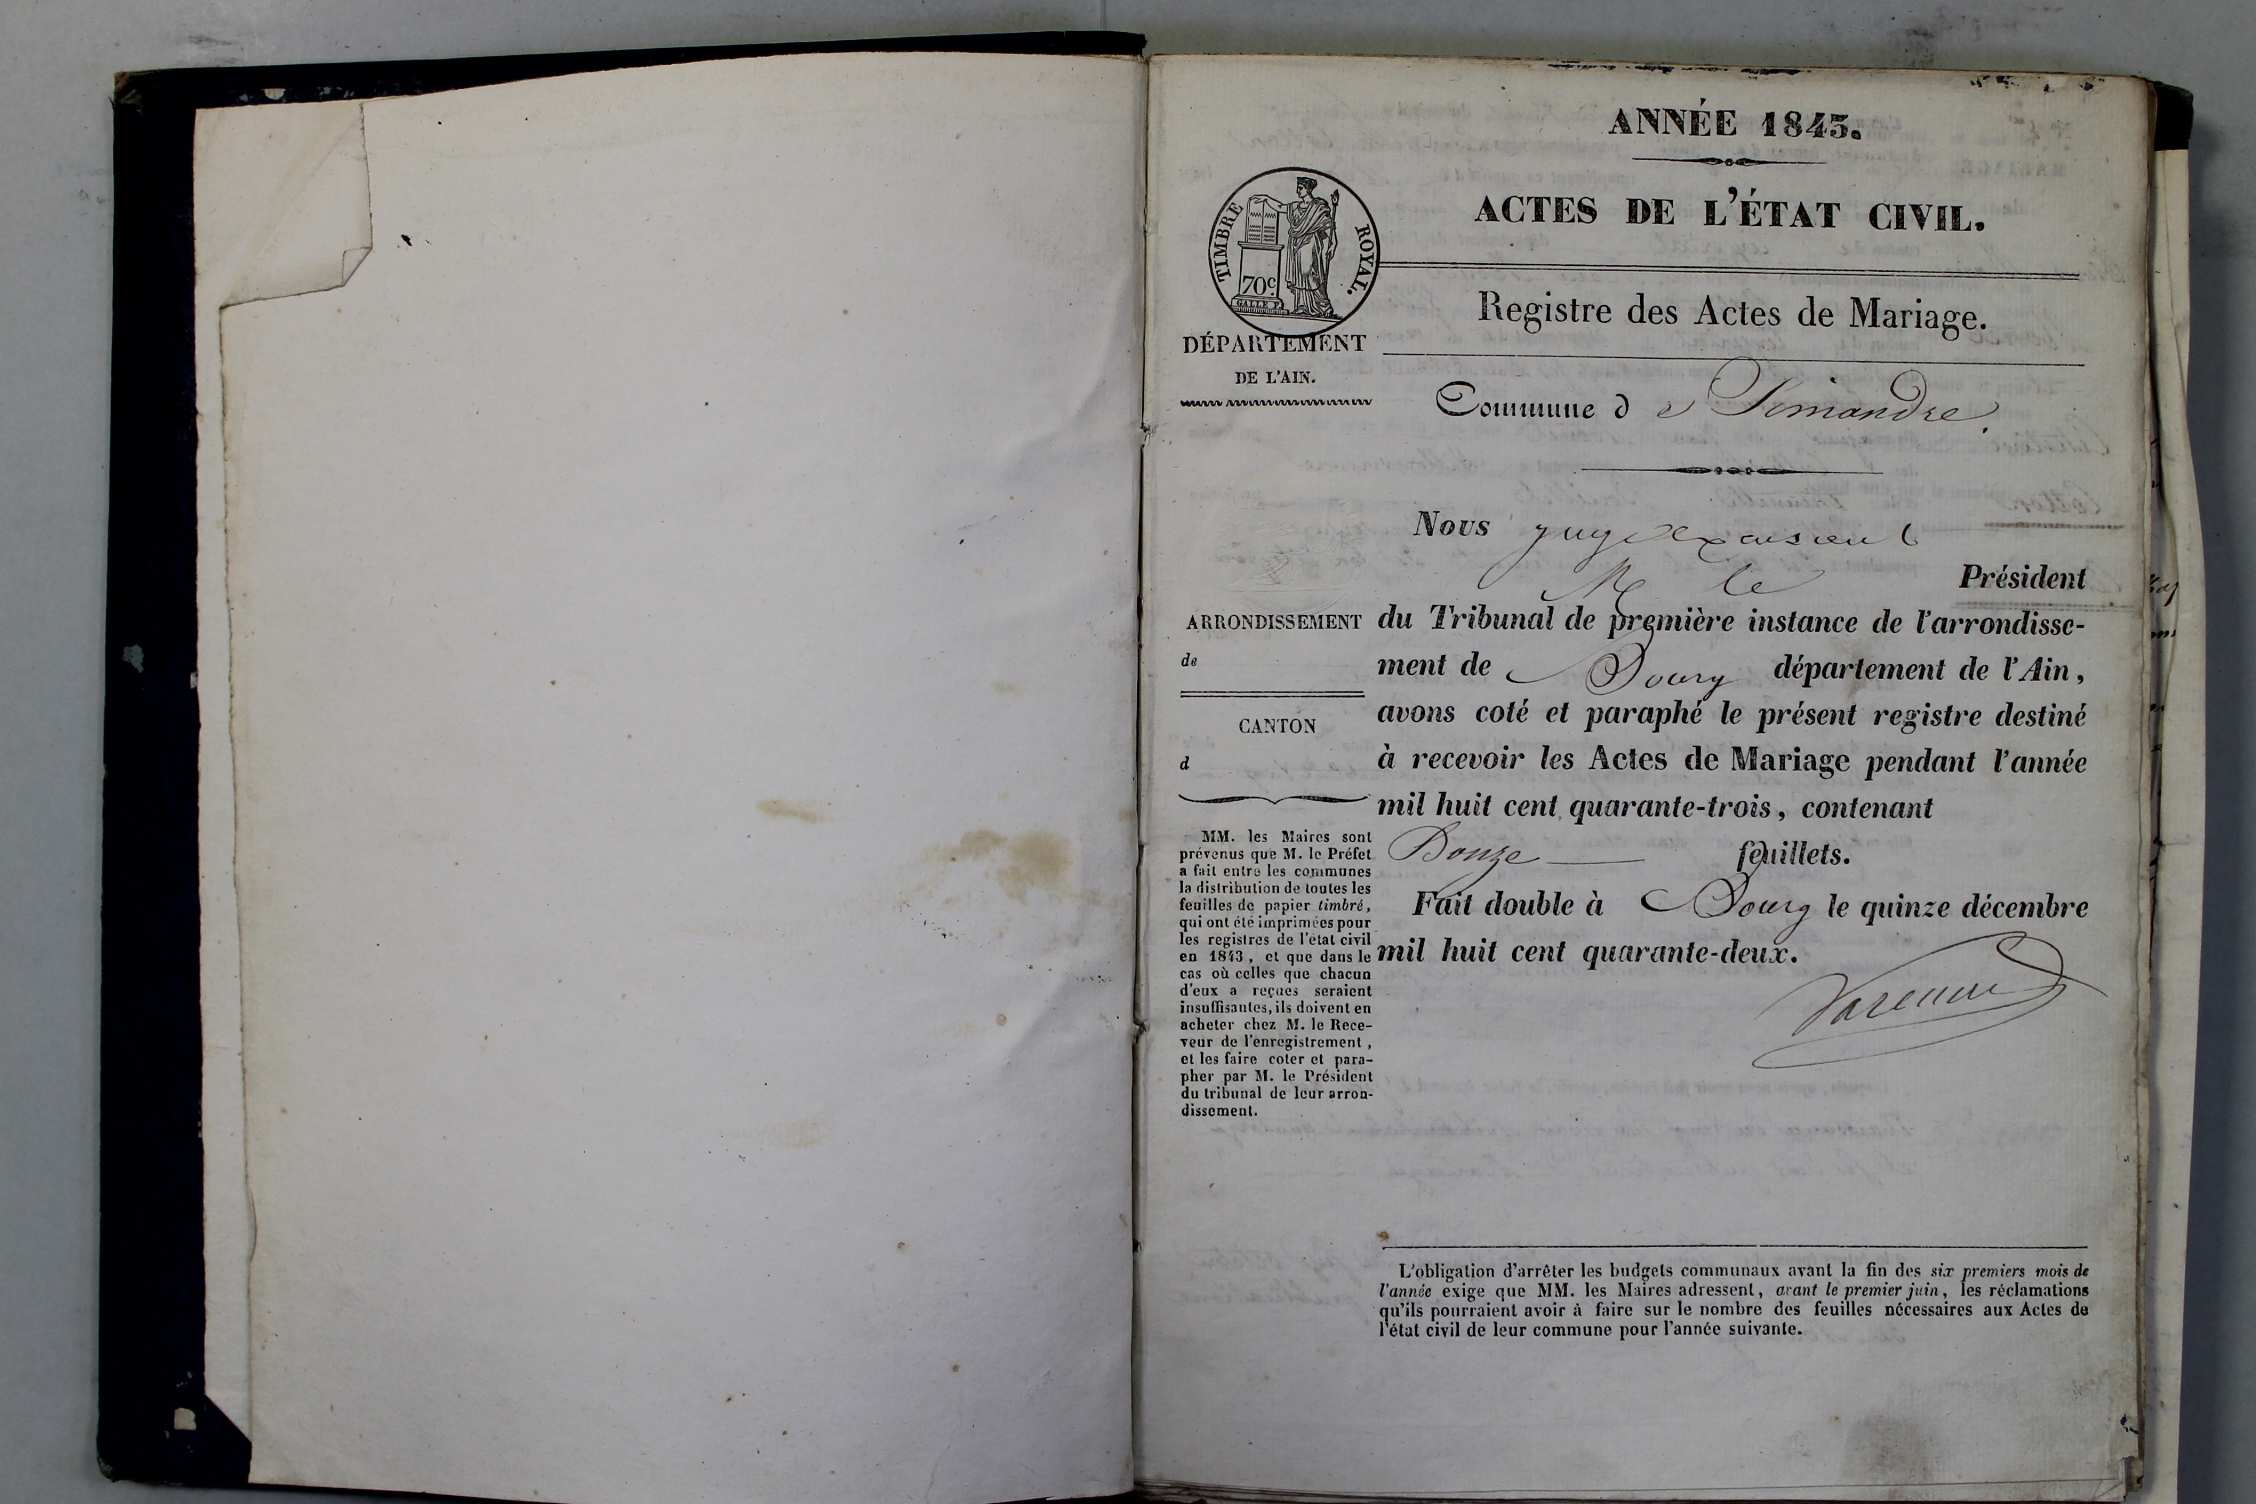 ANNÉE 1843.
ACTES DE L'ÉTAT CIVIL.
TIMBRE ROYAL.
70c.
GALLE F.
DÉPARTEMENT
DE L'AIN.
Registre des Actes de Mariage.
Commune de Simandre.
Nous juge
M le Président
ARRONDISSEMENT
de
CANTON
d
du Tribunal de première instance de l'arrondisse-
ment de Bourg département de l'Ain,
avons coté et paraphé le présent registre destiné
à recevoir les Actes de Mariage pendant l'année
mil huit cent quarante-trois, contenant
Douze feuillets.
Fait double à Bourg le quinze décembre
mil huit cent quarante-deux.
MM. les Maires sont
prévenus que M. le Préfet
a fait entre les communes
la distribution de toutes les
feuilles de papier timbré,
qui ont été imprimées pour
les registres de l'état civil
en 1843, et que dans le
cas où celles que chacun
d'eux a reçues seraient
insuffisantes, ils doivent en
acheter chez M. le Rece-
veur de l'enregistrement,
et les faire coter et para-
pher par M. le Président
du tribunal de leur arron-
dissement.
L'obligation d'arrêter les budgets communaux avant la fin des six premiers mois de
l'année exige que MM. les Maires adressent, avant le premier juin, les réclamations
qu'ils pourraient avoir à faire sur le nombre des feuilles nécessaires aux Actes de
l'état civil de leur commune pour l'année suivante.